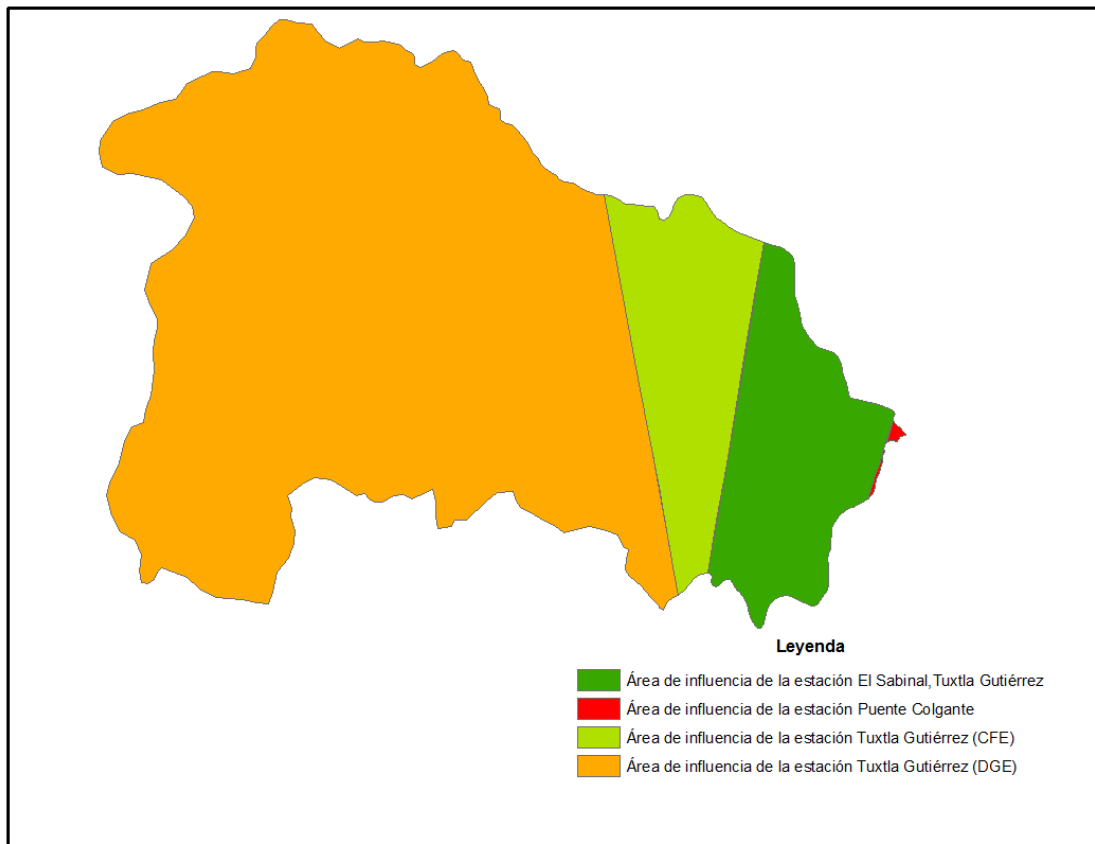 Leyenda
Área de influencia de la estación El Sabinal,Tuxtla Gutiérrez
Área de influencia de la estación Puente Colgante
Área de influencia de la estación Tuxtla Gutiérrez (CFE)
Área de influencia de la estación Tuxtla Gutiérrez (DGE)